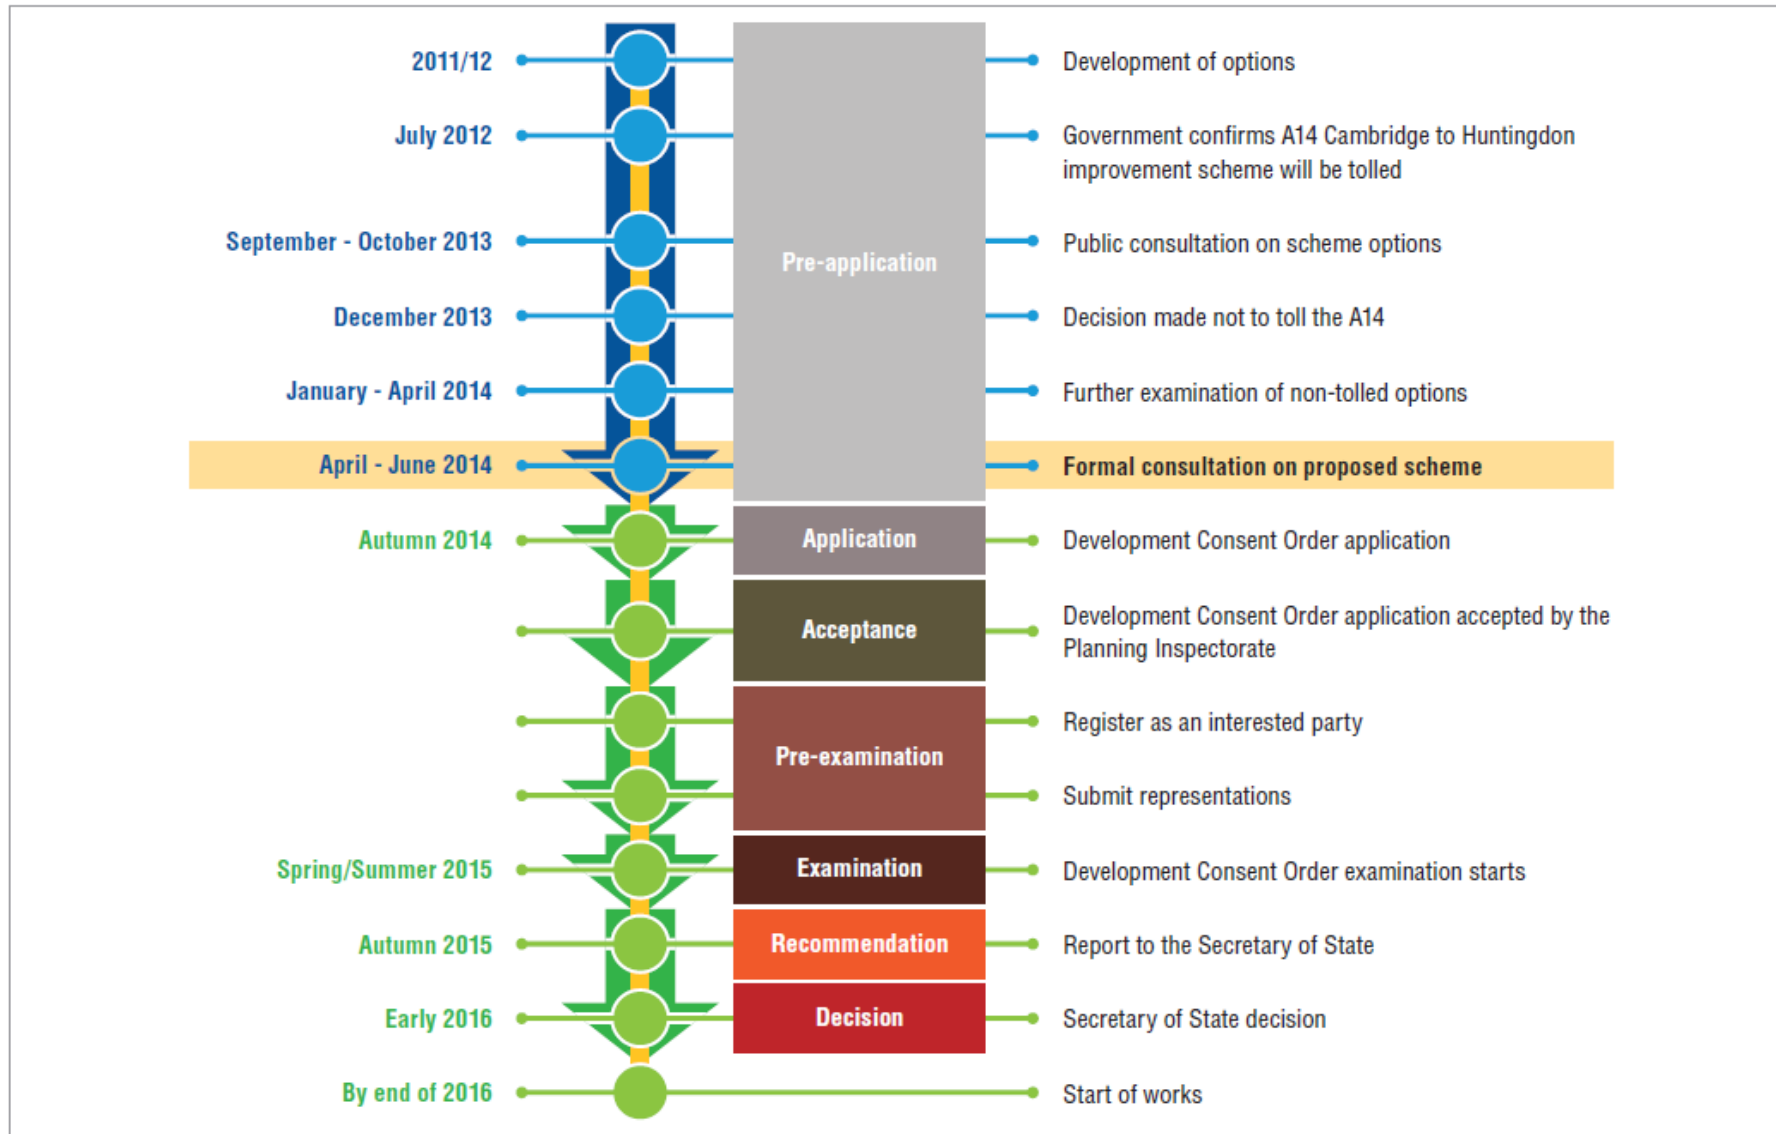 2011/12
Development of options
July 2012
Government confirms A14 Cambridge to Huntingdon
improvement scheme will be tolled
September - October 2013
Public consultation on scheme options
Pre-application
December 2013
Decision made not to toll the A14
January - April 2014
Further examination of non-tolled options
April - June 2014
Formal consultation on proposed scheme
Autumn 2014
Application
Development Consent Order application
Acceptance
Development Consent Order application accepted by the
Planning Inspectorate
Register as an interested party
Pre-examination
Submit representations
Spring/Summer 2015
Examination
Development Consent Order examination starts
Autumn 2015
Recommendation
Report to the Secretary of State
Early 2016
Decision
Secretary of State decision
By end of 2016
Start of works